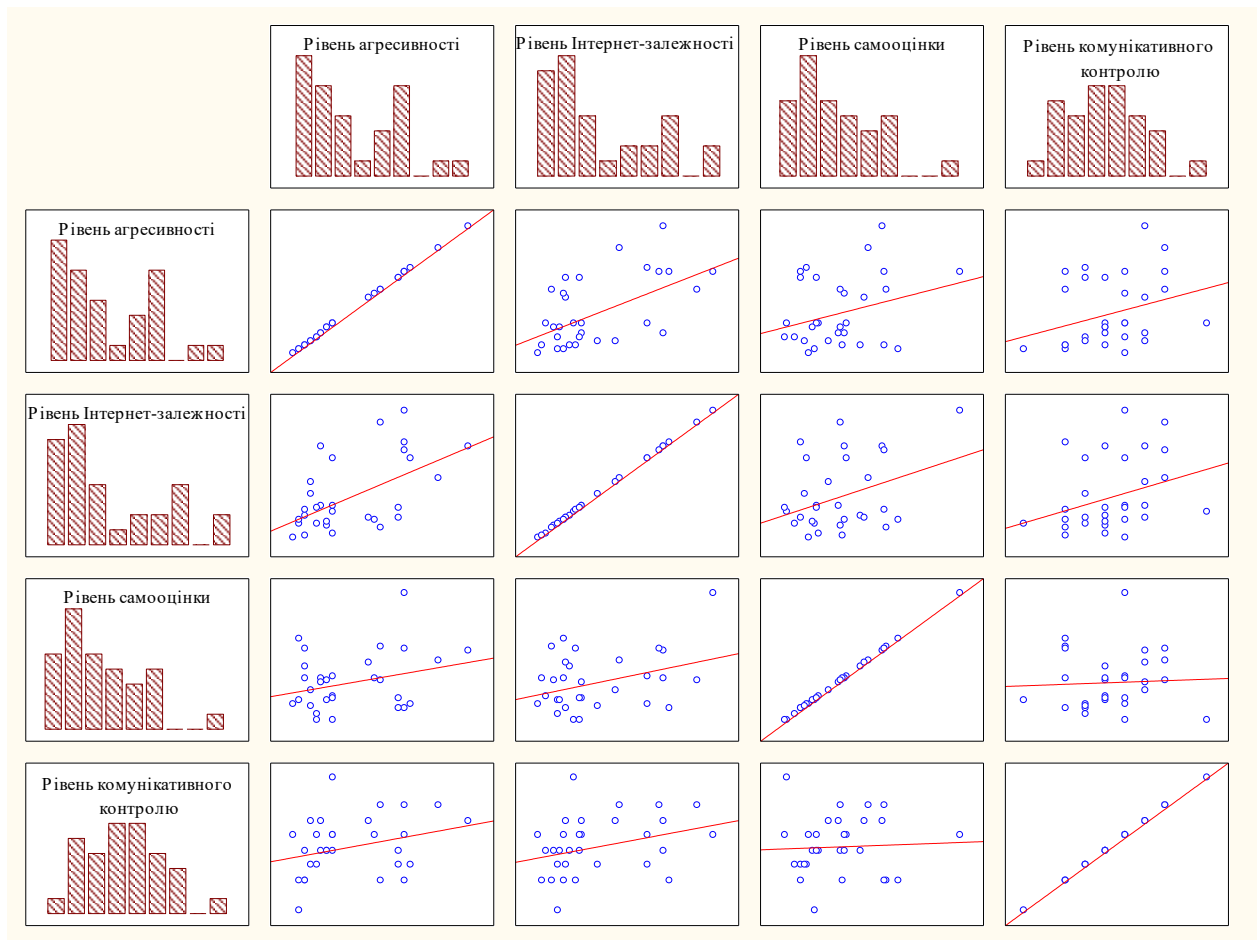 Рівень агресивності
Рівень Інтернет-залежності
Рівень самооцінки
Рівень комунікативного
контролю
Рівень агресивності
Рівень Інтернет-залежності
Рівень самооцінки
Рівень комунікативного
контролю